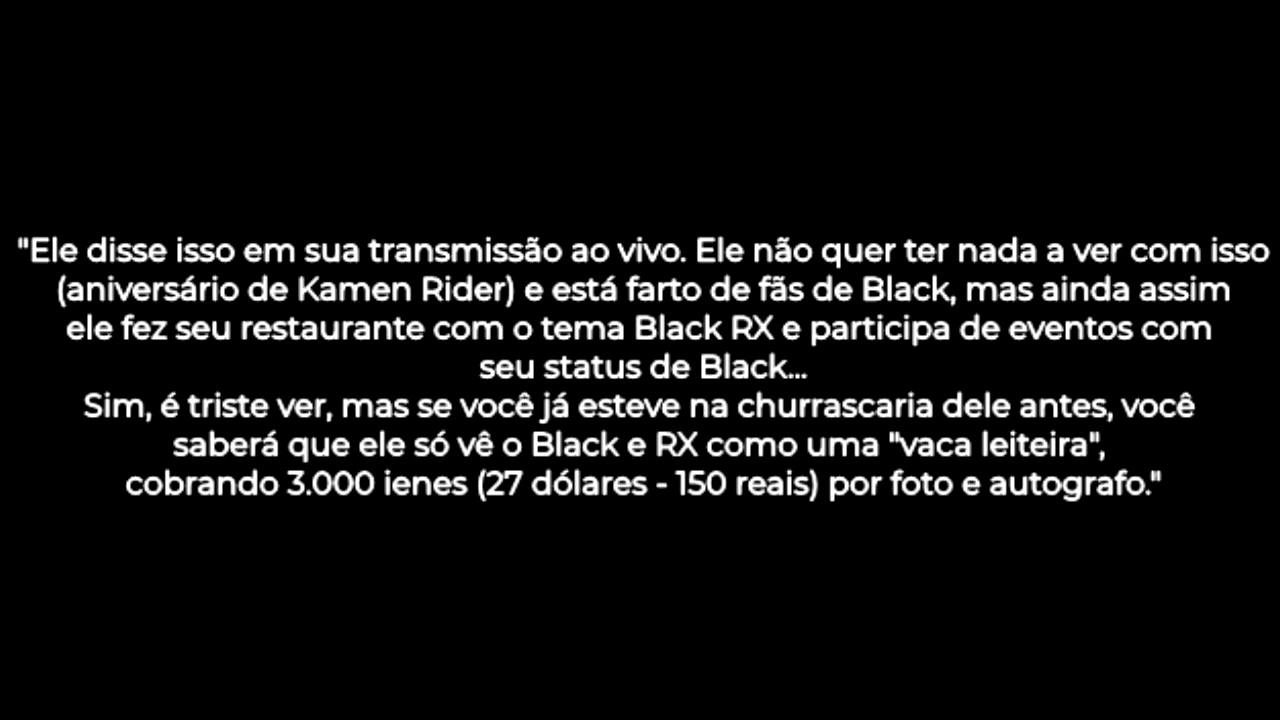 "Ele disse isso em sua transmissão ao vivo. Ele não quer ter nada a ver com isso
(aniversário de Kamen Rider) e está farto de fãs de Black, mas ainda assim
ele fez seu restaurante com o tema Black RX e participa de eventos com
seu status de Black...
Sim, é triste ver, mas se você já esteve na churrascaria dele antes, você
saberá que ele só vê o Black e RX como uma "vaca leiteira",
cobrando 3.000 ienes (27 dólares - 150 reais) por foto e autografo."